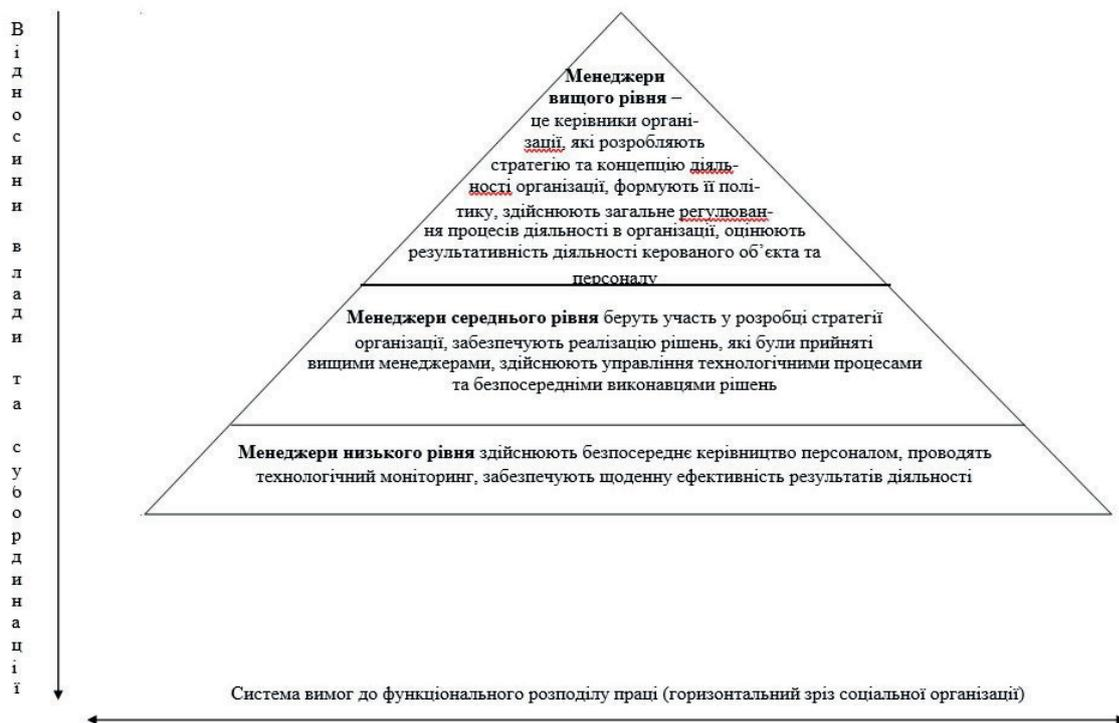 Відносини влади та субординації
Менеджери
вищого рівня –
це керівники органі-
зації, які розробляють
стратегію та концепцію діяль-
ності організації, формують її полі-
тику, здійснюють загальне регулюван-
ня процесів діяльності в організації, оцінюють
результативність діяльності керованого об’єкта та
персоналу
Менеджери середнього рівня беруть участь у розробці стратегії
організації, забезпечують реалізацію рішень, які були прийняті
вищими менеджерами, здійснюють управління технологічними процесами
та безпосередніми виконавцями рішень
Менеджери низького рівня здійснюють безпосереднє керівництво персоналом, проводять
технологічний моніторинг, забезпечують щоденну ефективність результатів діяльності
Система вимог до функціонального розподілу праці (горизонтальний зріз соціальної організації)